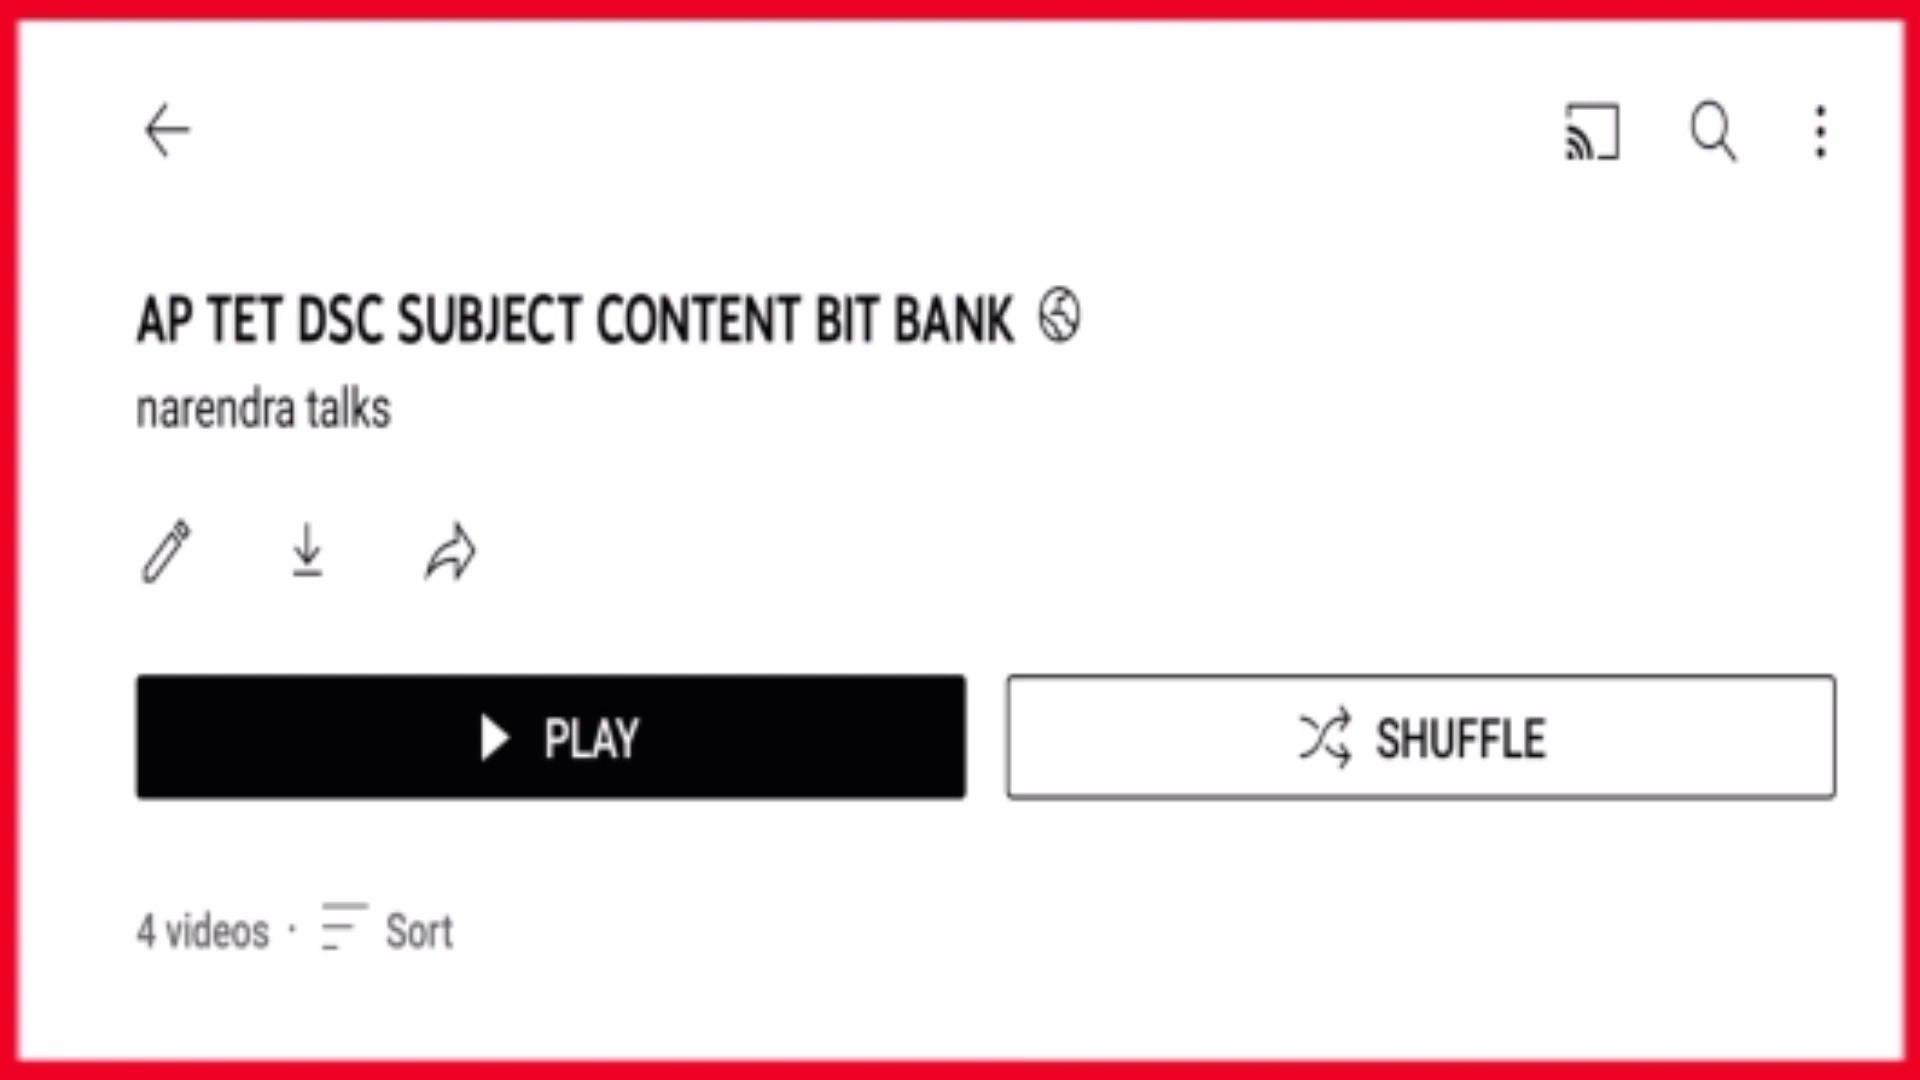 AP TET DSC SUBJECT CONTENT BIT BANK
narendra talks
PLAY
SHUFFLE
4 videos · Sort